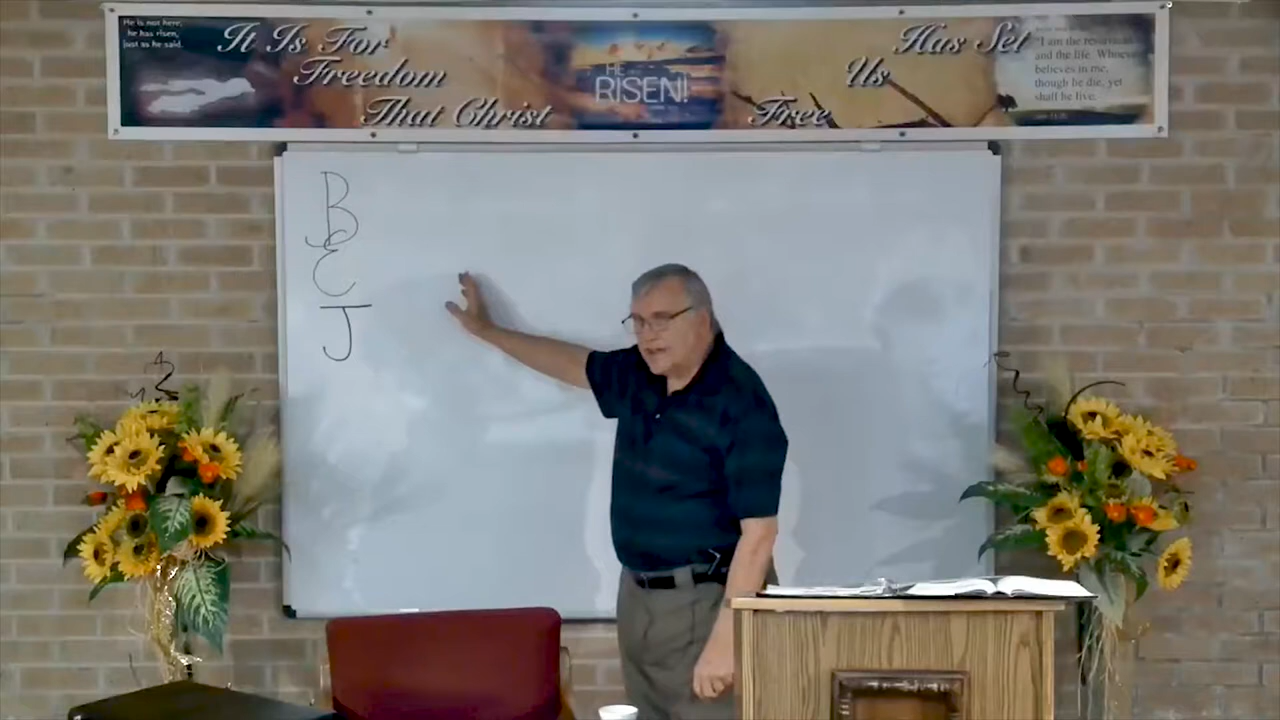 He is not here;
he has risen,
just as he said.
It Is For
Freedom
That Christ
HE
RISEN!
Has Set
Us
Free
"I am the resurrection
and the life. Whoever
believes in me,
though he die, yet
shall he live.
B
E
J